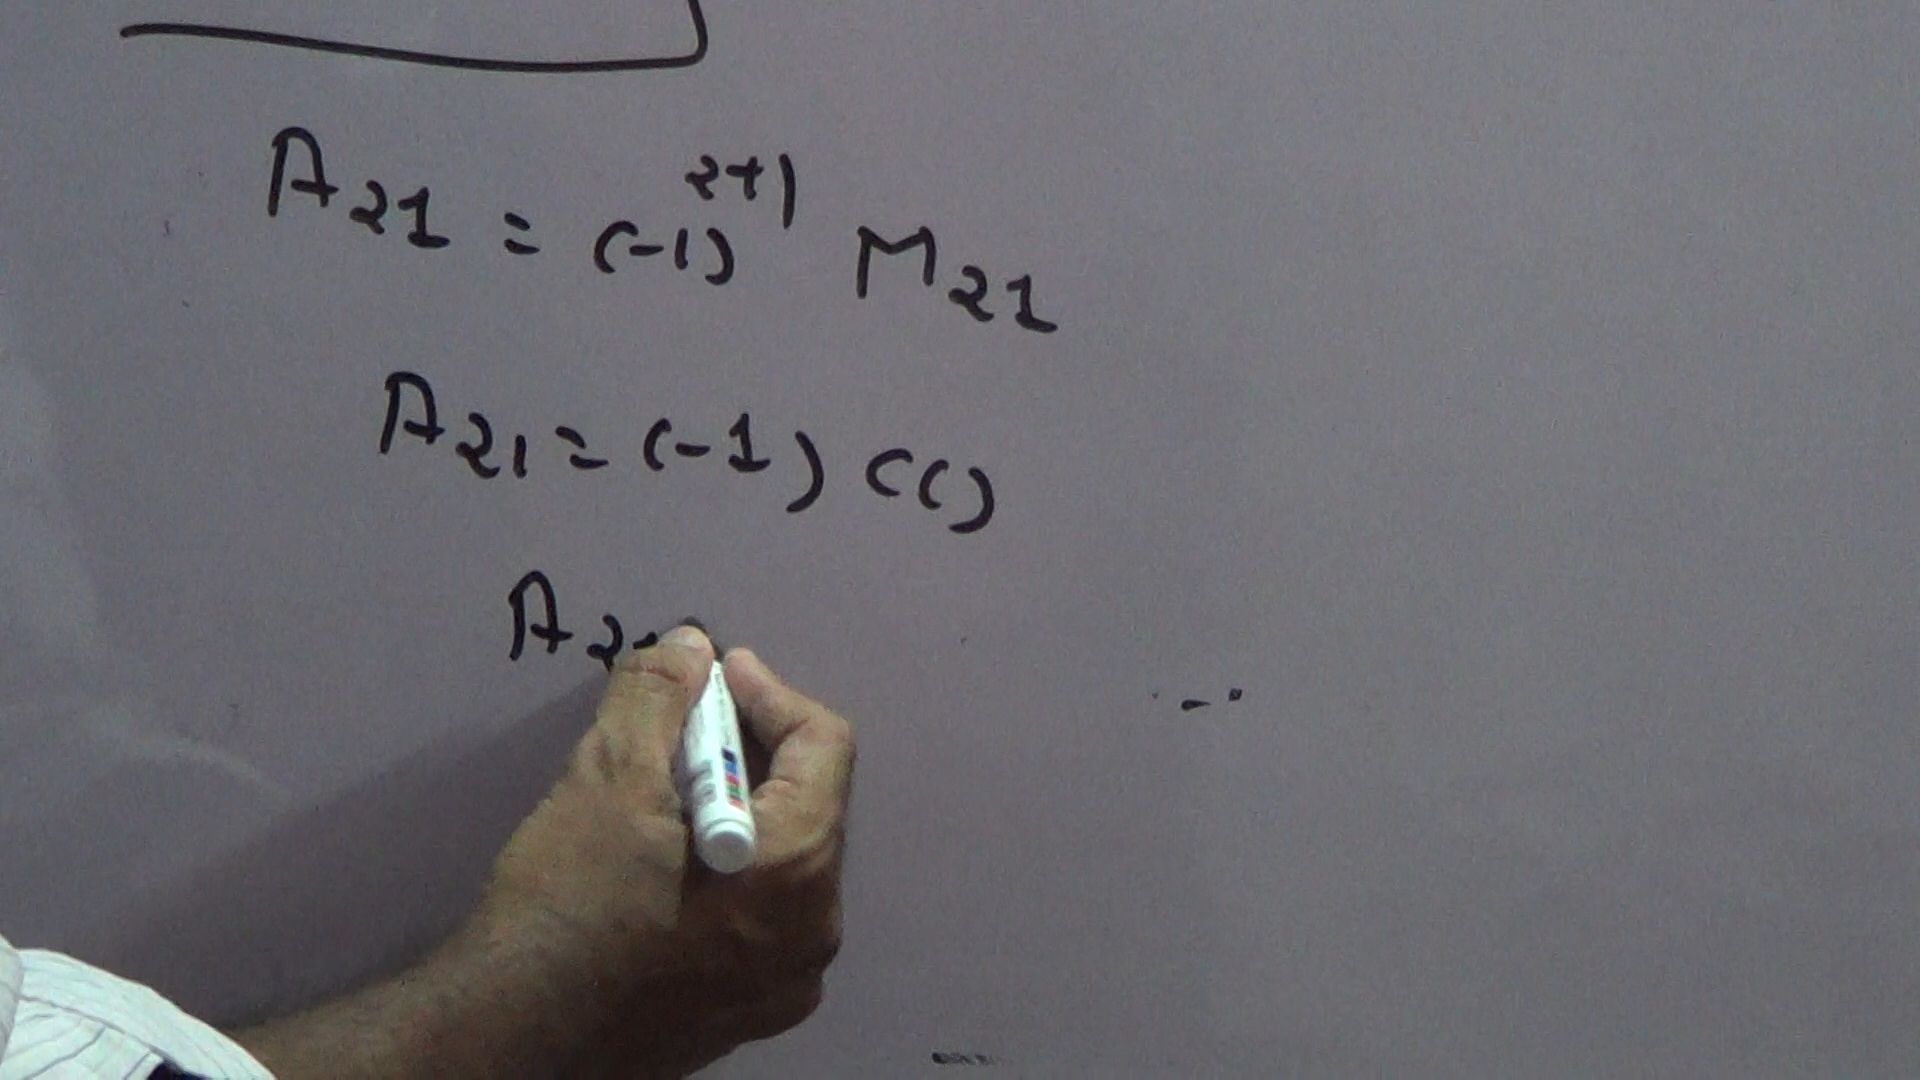 A21 = (-1)^2+1 M21
A21 = (-1) (c)
A2